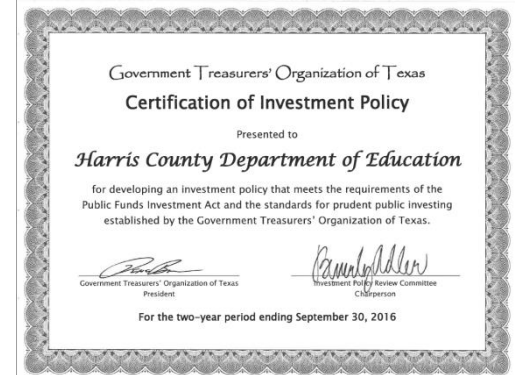 Government Treasurers' Organization of Texas
Certification of Investment Policy
Presented to
Harris County Department of Education
for developing an investment policy that meets the requirements of the
Public Funds Investment Act and the standards for prudent public investing
established by the Government Treasurers' Organization of Texas.
Beverly Adler
Government Treasurers' Organization of Texas
President
Investment Policy Review Committee
Chairperson
For the two-year period ending September 30, 2016